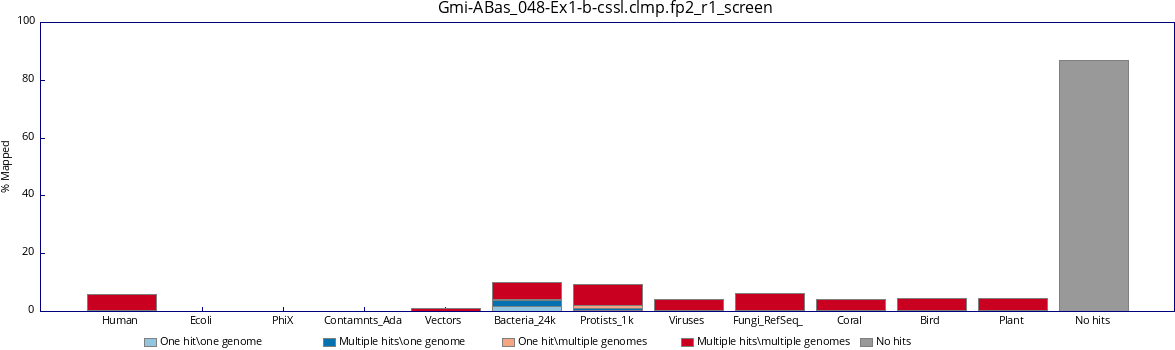 Gmi-ABas_048-Ex1-b-cssl.clmp.fp2_r1_screen
100
80
60
40
20
0
% Mapped
Human Ecoli PhiX Contamnts_Ada Vectors Bacteria_24k Protists_1k Viruses Fungi_RefSeq_ Coral Bird Plant No hits
One hit\one genome Multiple hits\one genome One hit\multiple genomes Multiple hits\multiple genomes No hits